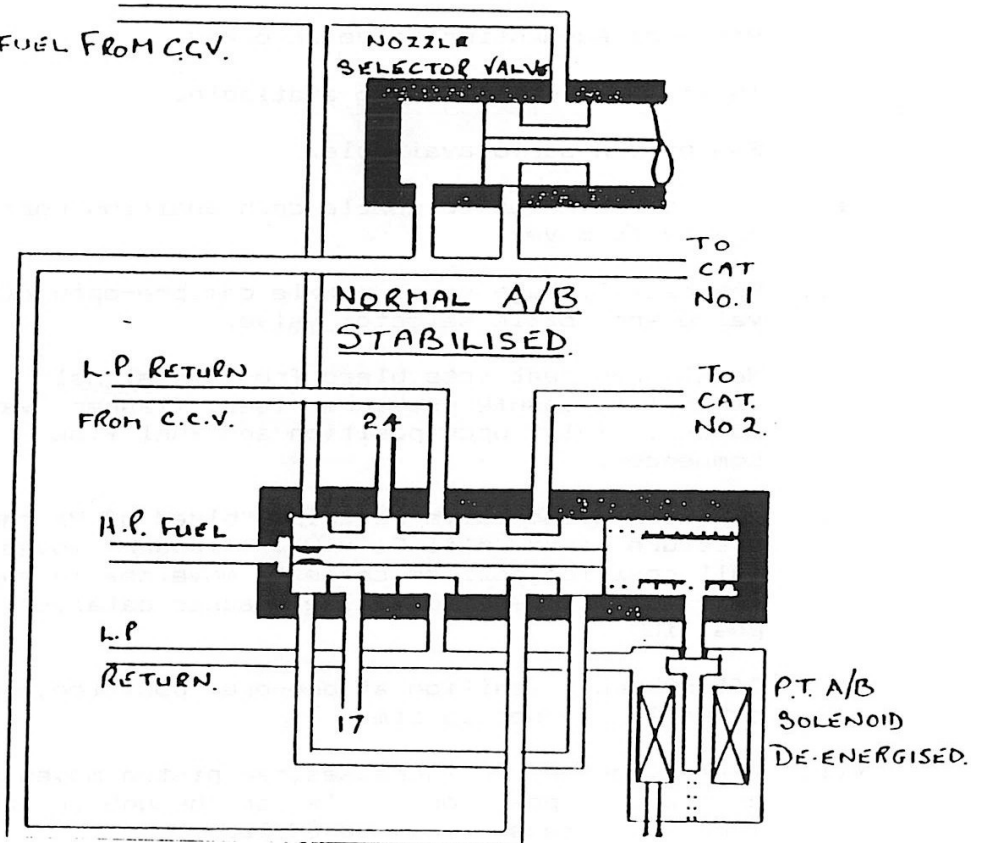 FUEL FROM C.C.V.
NOZZLE
SELECTOR VALVE
TO
CAT
NO.1
NORMAL A/B
STABILISED.
L.P. RETURN
FROM C.C.V.
24
TO
CAT.
NO 2.
H.P. FUEL
L.P
RETURN.
17
P.T. A/B
SOLENOID
DE-ENERGISED.